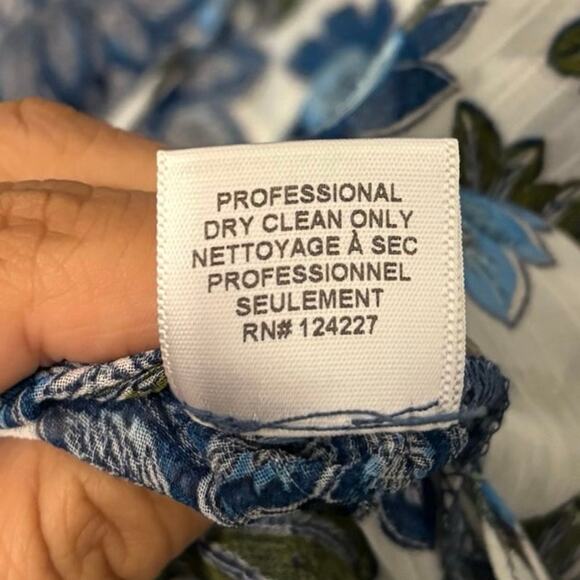 PROFESSIONAL
DRY CLEAN ONLY
NETTOYAGE À SEC
PROFESSIONNEL
SEULEMENT
RN# 124227